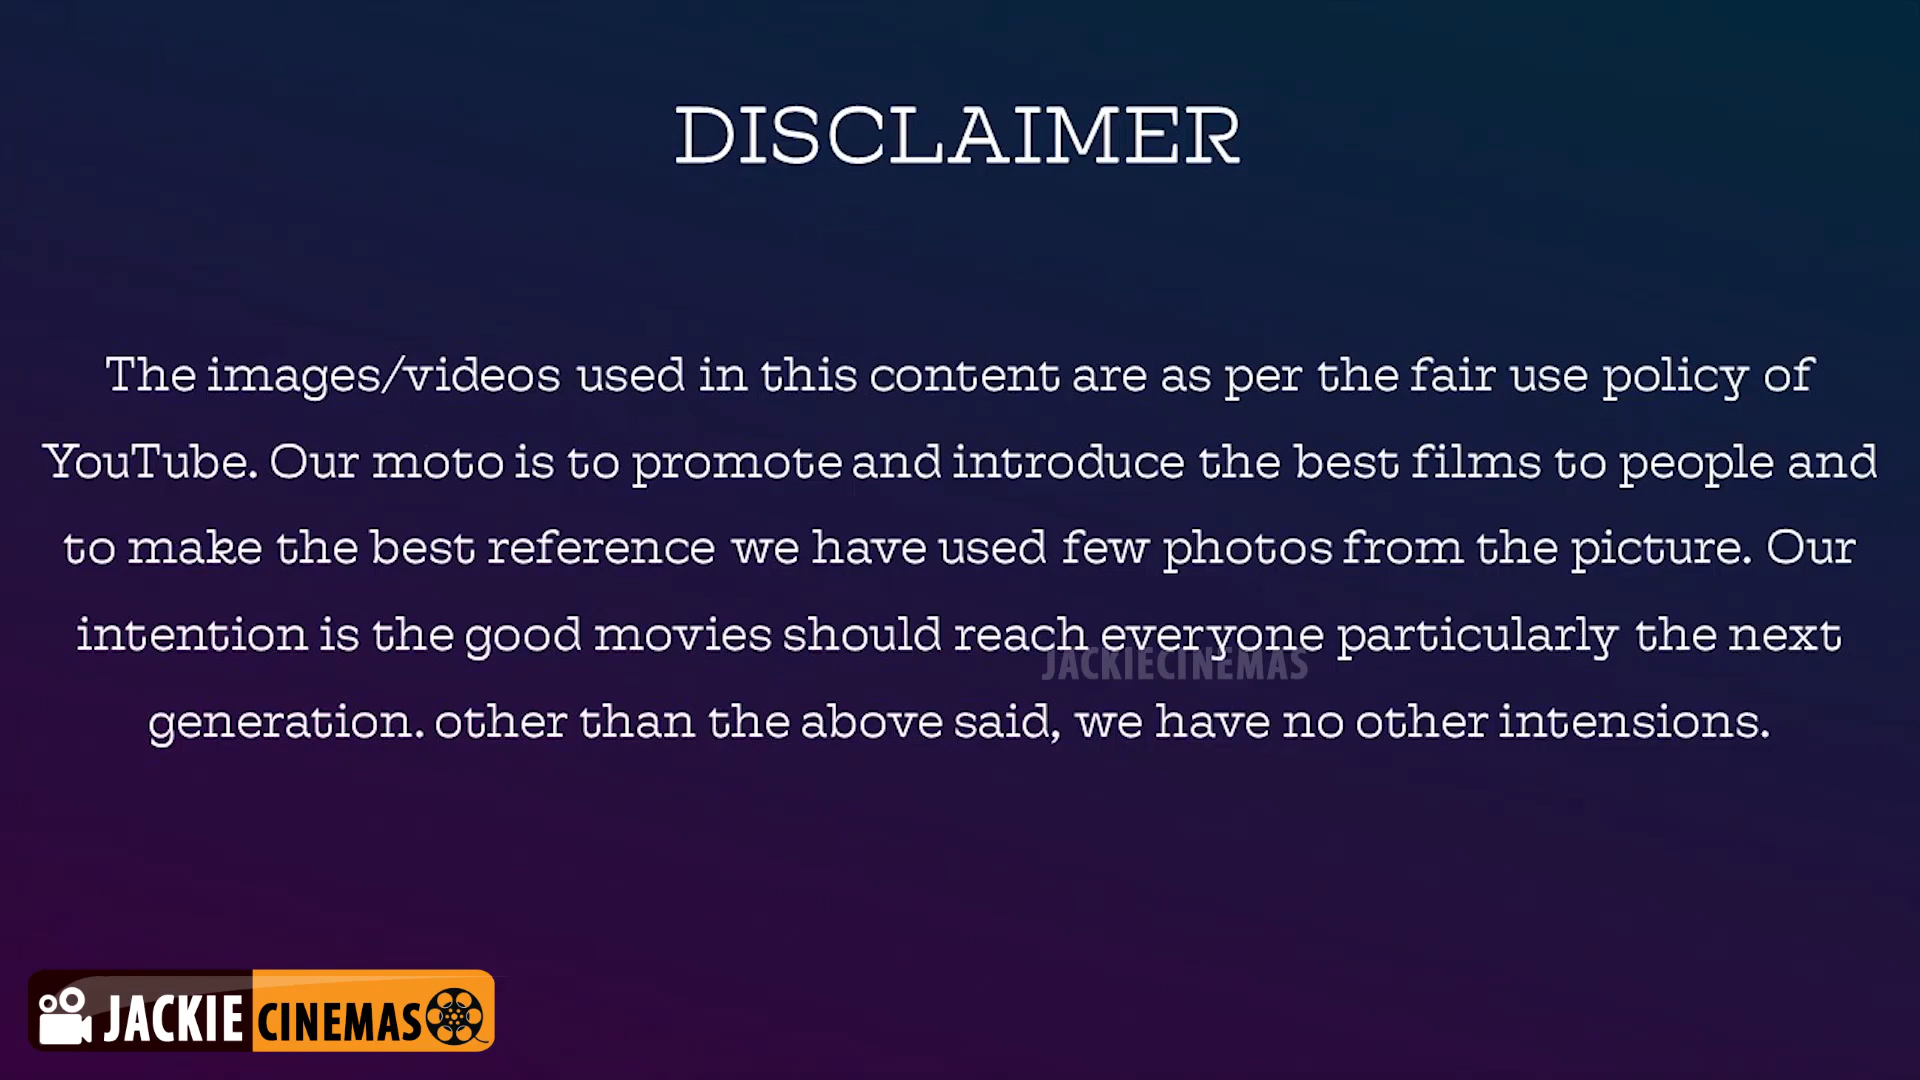 DISCLAIMER
The images/videos used in this content are as per the fair use policy of
YouTube. Our moto is to promote and introduce the best films to people and
to make the best reference we have used few photos from the picture. Our
intention is the good movies should reach everyone particularly the next
JACKIECINEMAS
generation. other than the above said, we have no other intensions.
JACKIE CINEMAS